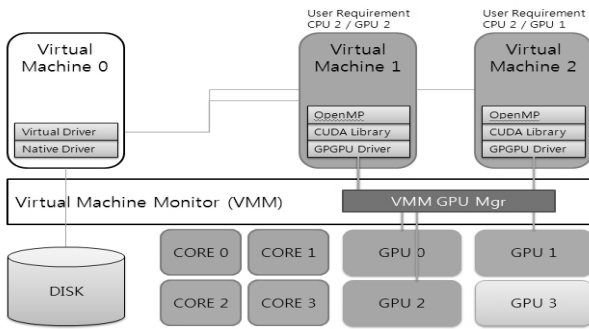 User Requirement
CPU 2 / GPU 2
User Requirement
CPU 2 / GPU 1
Virtual
Machine 0
Virtual
Machine 1
Virtual
Machine 2
Virtual Driver
Native Driver
OpenMP
CUDA Library
GPGPU Driver
OpenMP
CUDA Library
GPGPU Driver
Virtual Machine Monitor (VMM)
VMM GPU Mgr
DISK
CORE 0
CORE 1
GPU 0
GPU 1
CORE 2
CORE 3
GPU 2
GPU 3